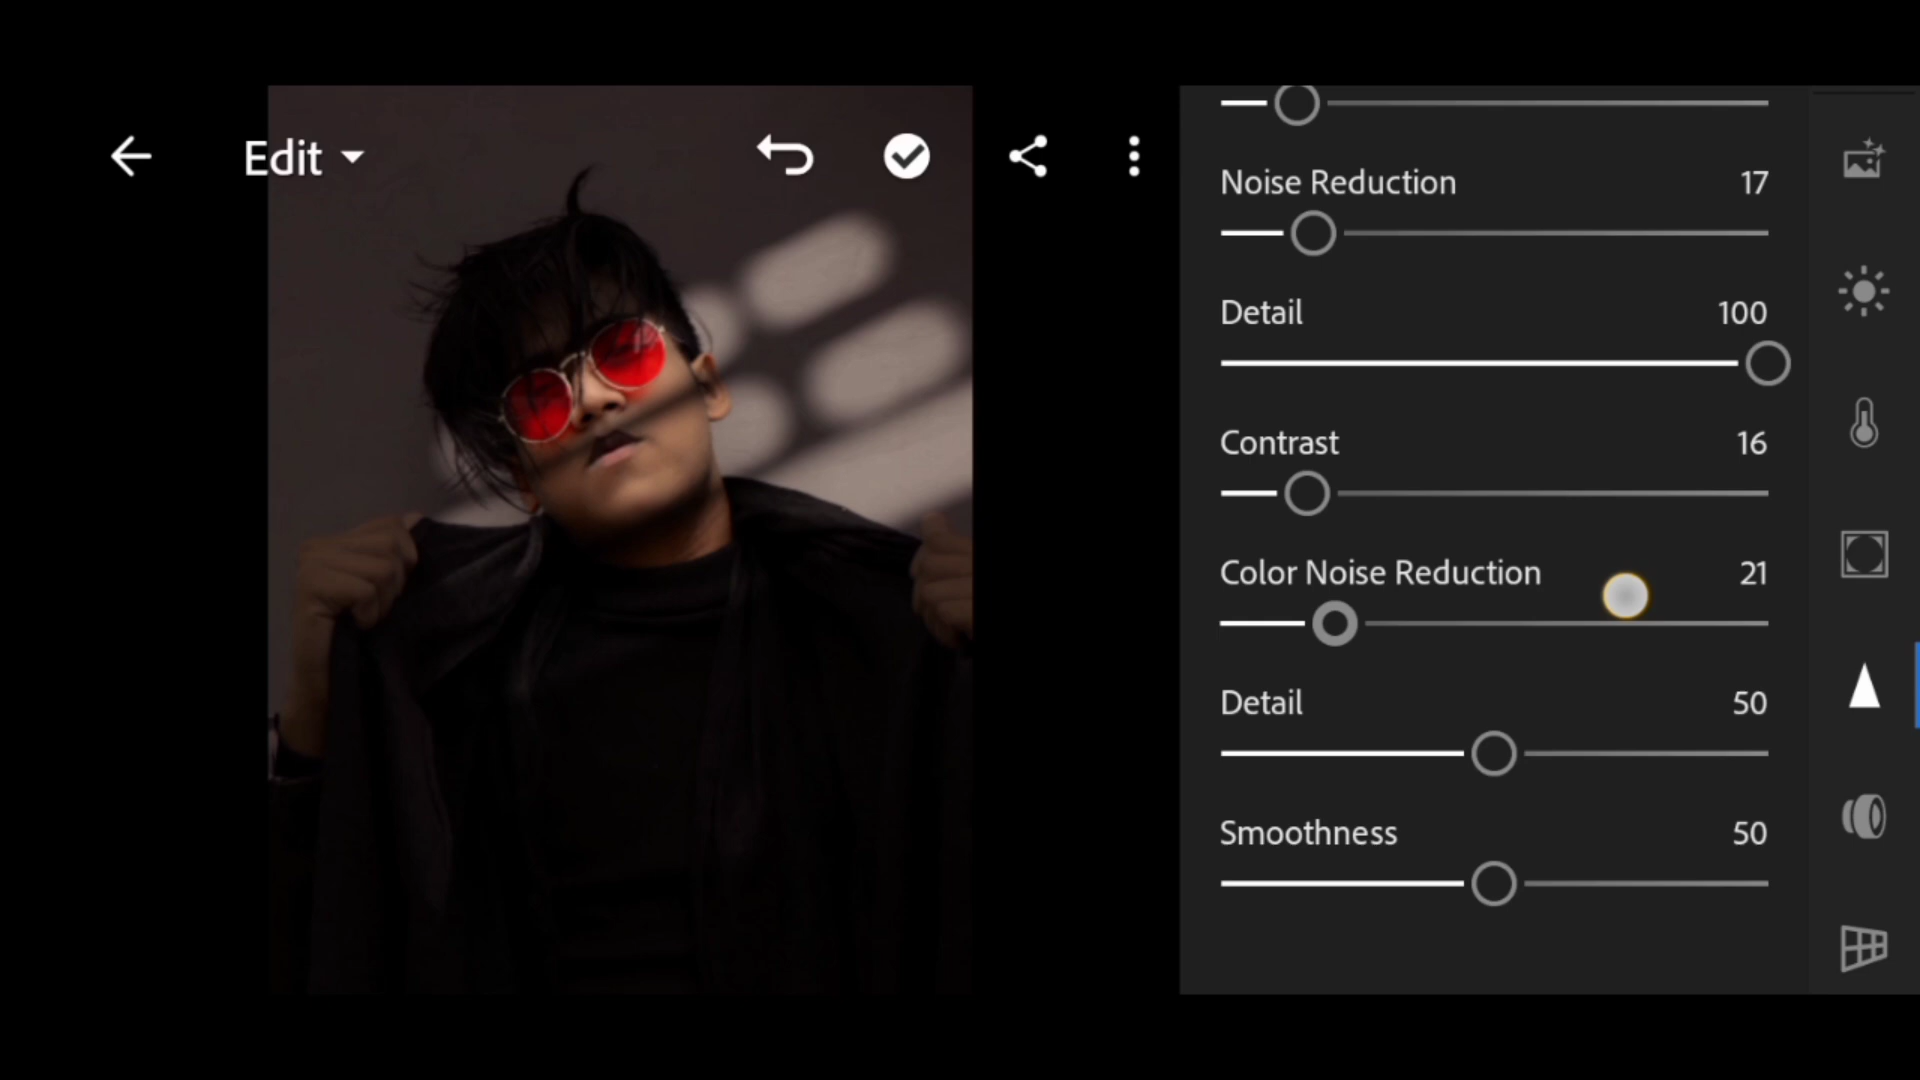 Edit
Noise Reduction 17
Detail 100
Contrast 16
Color Noise Reduction 21
Detail 50
Smoothness 50